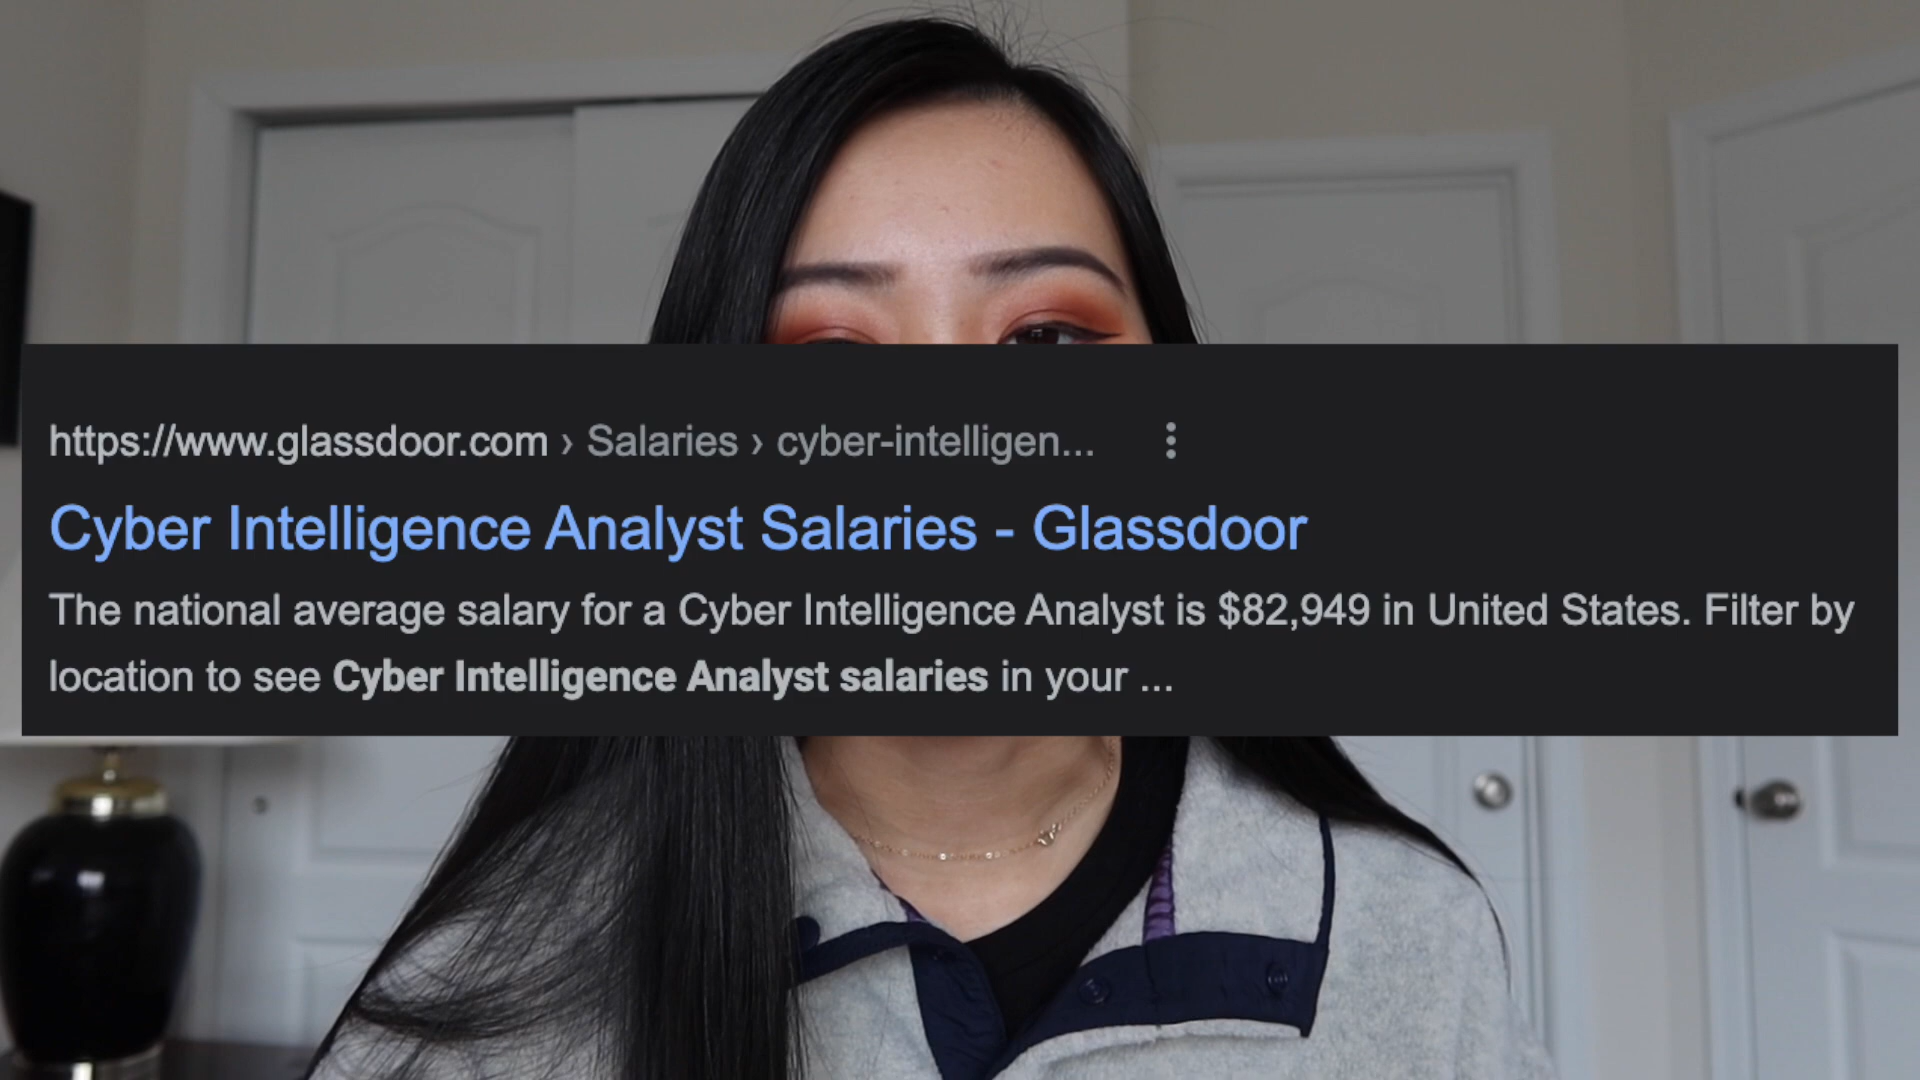 https://www.glassdoor.com › Salaries › cyber-intelligen...
Cyber Intelligence Analyst Salaries - Glassdoor
The national average salary for a Cyber Intelligence Analyst is $82,949 in United States. Filter by
location to see Cyber Intelligence Analyst salaries in your ...